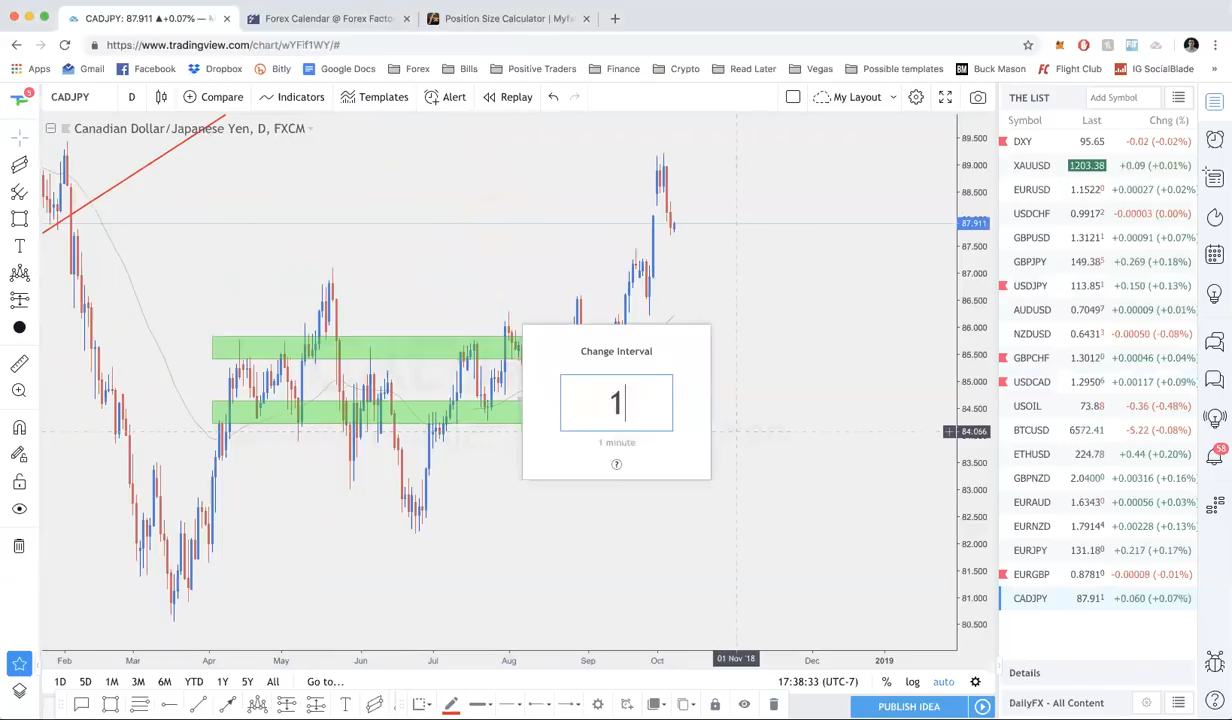 CADJPY: 87.911 ▲+0.07% —
Forex Calendar @ Forex Facto
Position Size Calculator | Myfx
https://www.tradingview.com/chart/wYFif1WY/#
Apps Gmail Facebook Dropbox Bitly Google Docs Forex Bills Positive Traders Finance Crypto Read Later Vegas Possible templates BM Buck Mason FC Flight Club IG SocialBlade »
5
CADJPY D Compare Indicators Templates Alert Replay My Layout
Canadian Dollar/Japanese Yen, D, FXCM
89.500
89.000
88.500
87.911
87.500
87.000
86.500
86.000
85.500
85.000
84.500
84.066
83.500
83.000
82.500
82.000
81.500
81.000
80.500
Change Interval
1
1 minute
?
Feb Mar Apr May Jun Jul Aug Sep Oct 01 Nov '18 Dec 2019
1D 5D 1M 3M 6M YTD 1Y 5Y All Go to... 17:38:33 (UTC-7) % log auto
PUBLISH IDEA
THE LIST Add Symbol
Symbol Last Chng (%)
DXY 95.65 -0.02 (-0.02%)
XAUUSD 1203.38 +0.09 (+0.01%)
EURUSD 1.15220 +0.00027 (+0.02%)
USDCHF 0.99172 -0.00003 (0.00%)
GBPUSD 1.31211 +0.00091 (+0.07%)
GBPJPY 149.385 +0.269 (+0.18%)
USDJPY 113.851 +0.150 (+0.13%)
AUDUSD 0.70497 +0.00009 (+0.01%)
NZDUSD 0.64313 -0.00050 (-0.08%)
GBPCHF 1.30120 +0.00046 (+0.04%)
USDCAD 1.29506 +0.00117 (+0.09%)
USOIL 73.88 -0.36 (-0.48%)
BTCUSD 6572.41 -5.22 (-0.08%)
ETHUSD 224.78 +0.44 (+0.20%)
GBPNZD 2.04000 +0.00316 (+0.16%)
EURAUD 1.63430 +0.00056 (+0.03%)
EURNZD 1.79144 +0.00228 (+0.13%)
EURJPY 131.180 +0.217 (+0.17%)
EURGBP 0.87810 -0.00009 (-0.01%)
CADJPY 87.911 +0.060 (+0.07%)
58
Details
DailyFX - All Content